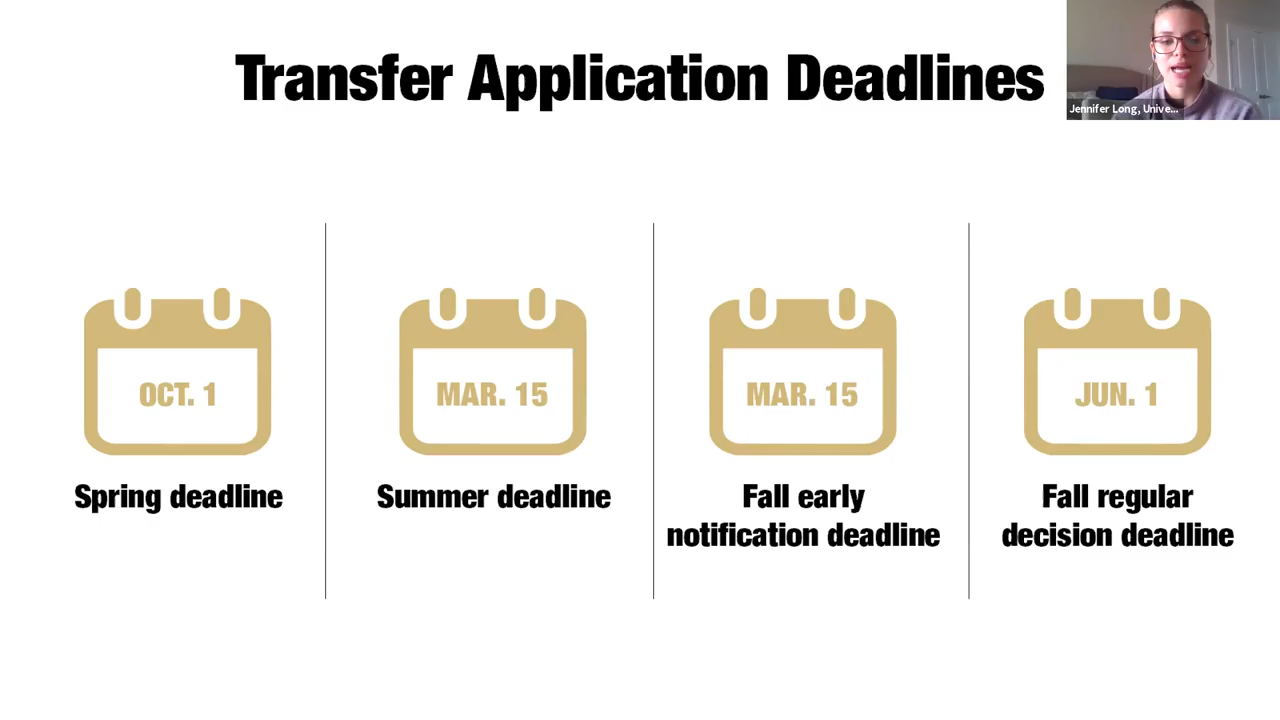 Transfer Application Deadlines
Jennifer Long, Unive...
OCT. 1
Spring deadline
MAR. 15
Summer deadline
MAR. 15
Fall early
notification deadline
JUN. 1
Fall regular
decision deadline